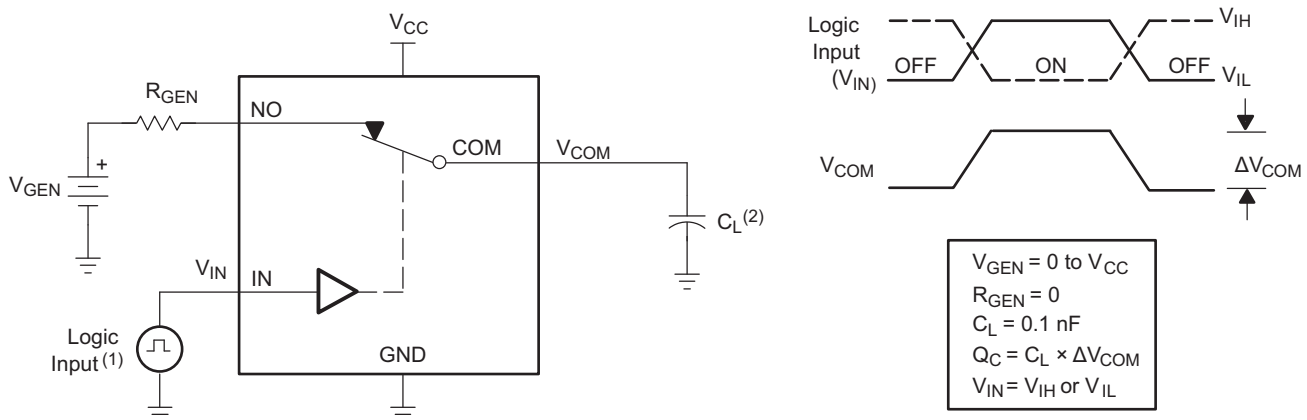 V_CC
R_GEN
NO
COM
V_COM
V_GEN
+
C_L^(2)
V_IN
IN
Logic
Input^(1)
GND
Logic
Input
(V_IN)
OFF
ON
OFF
V_IH
V_IL
V_COM
ΔV_COM
V_GEN = 0 to V_CC
R_GEN = 0
C_L = 0.1 nF
Q_C = C_L × ΔV_COM
V_IN = V_IH or V_IL